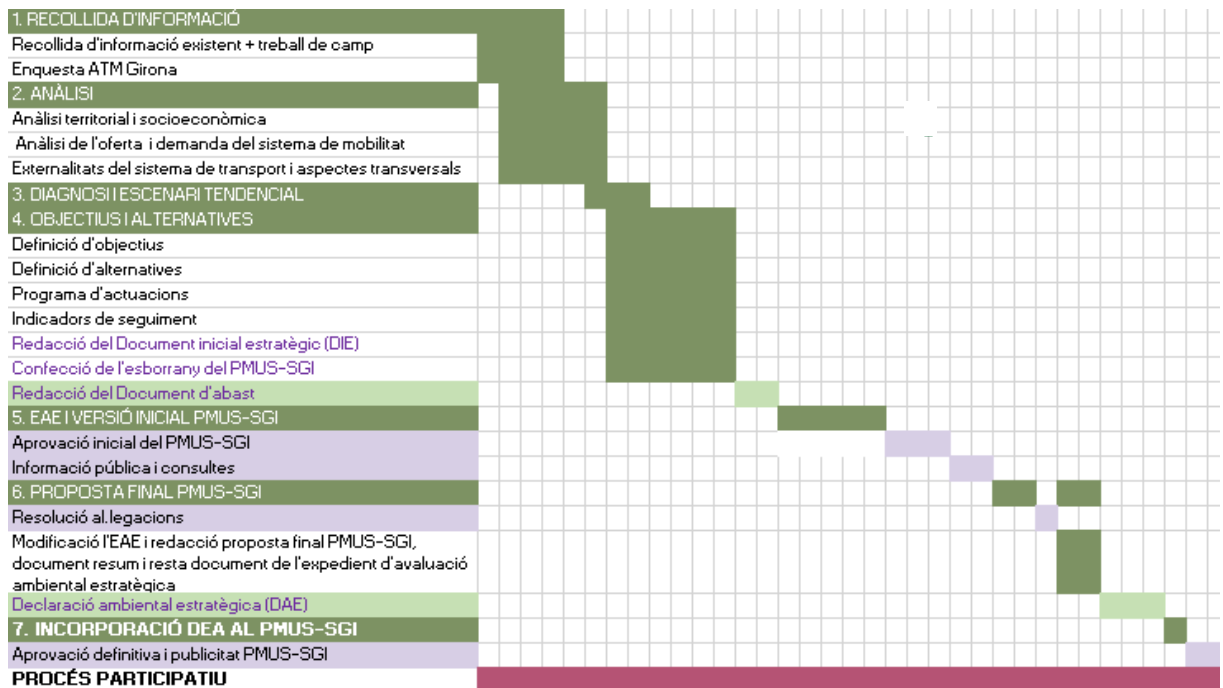 1. RECOLLIDA D'INFORMACIÓ
Recollida d'informació existent + treball de camp
Enquesta ATM Girona
2. ANÀLISI
Anàlisi territorial i socioeconòmica
Anàlisi de l'oferta i demanda del sistema de mobilitat
Externalitats del sistema de transport i aspectes transversals
3. DIAGNOSI I ESCENARI TENDENCIAL
4. OBJECTIUS I ALTERNATIVES
Definició d'objectius
Definició d'alternatives
Programa d'actuacions
Indicadors de seguiment
Redacció del Document inicial estratègic (DIE)
Confecció de l'esborrany del PMUS-SGI
Redacció del Document d'abast
5. EAE I VERSIÓ INICIAL PMUS-SGI
Aprovació inicial del PMUS-SGI
Informació pública i consultes
6. PROPOSTA FINAL PMUS-SGI
Resolució al.legacions
Modificació l'EAE i redacció proposta final PMUS-SGI,
document resum i resta document de l'expedient d'avaluació
ambiental estratègica
Declaració ambiental estratègica (DAE)
7. INCORPORACIÓ DEA AL PMUS-SGI
Aprovació definitiva i publicitat PMUS-SGI
PROCÉS PARTICIPATIU